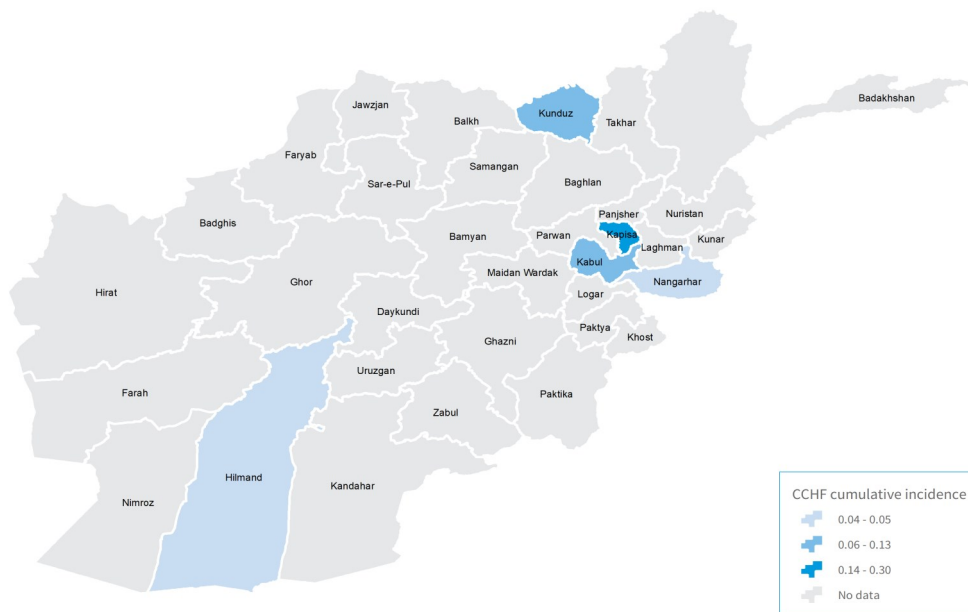 Badakhshan
Jawzjan
Kunduz
Balkh
Takhar
Faryab
Samangan
Sar-e-Pul
Baghlan
Panjsher
Nuristan
Badghis
Bamyan
Parwan
Kapisa
Kunar
Laghman
Kabul
Maidan Wardak
Nangarhar
Ghor
Hirat
Logar
Daykundi
Paktya
Khost
Ghazni
Uruzgan
Farah
Paktika
Zabul
Hilmand
Kandahar
Nimroz
CCHF cumulative incidence
0.04 - 0.05
0.06 - 0.13
0.14 - 0.30
No data